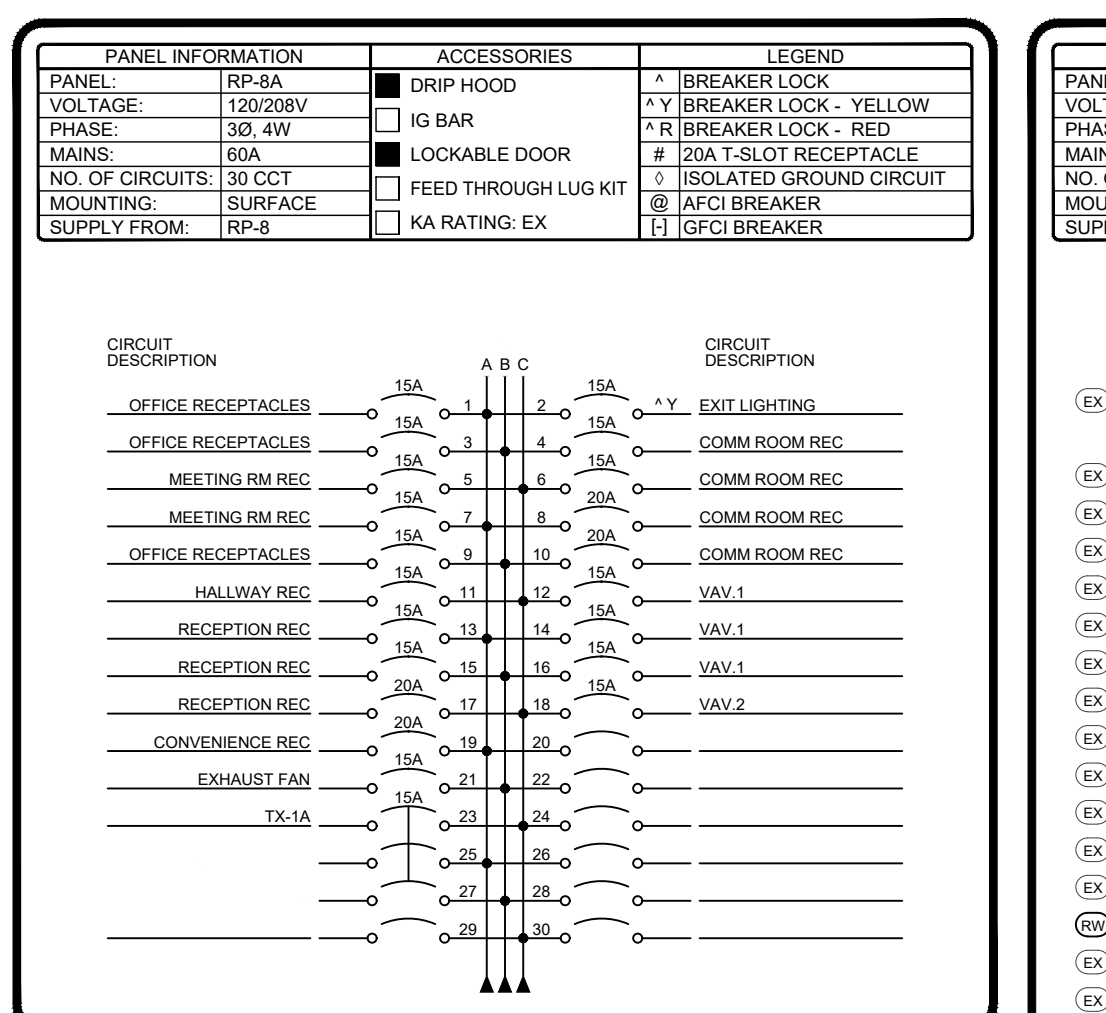 PANEL INFORMATION ACCESSORIES LEGEND
PANEL: RP-8A DRIP HOOD ^ BREAKER LOCK
VOLTAGE: 120/208V IG BAR ^ Y BREAKER LOCK - YELLOW
PHASE: 3Ø, 4W LOCKABLE DOOR ^ R BREAKER LOCK - RED
MAINS: 60A FEED THROUGH LUG KIT # 20A T-SLOT RECEPTACLE
NO. OF CIRCUITS: 30 CCT KA RATING: EX ◊ ISOLATED GROUND CIRCUIT
MOUNTING: SURFACE @ AFCI BREAKER
SUPPLY FROM: RP-8 [-] GFCI BREAKER
CIRCUIT DESCRIPTION A B C CIRCUIT DESCRIPTION
OFFICE RECEPTACLES 15A 1 2 15A ^ Y EXIT LIGHTING
OFFICE RECEPTACLES 15A 3 4 15A COMM ROOM REC
MEETING RM REC 15A 5 6 15A COMM ROOM REC
MEETING RM REC 15A 7 8 20A COMM ROOM REC
OFFICE RECEPTACLES 15A 9 10 20A COMM ROOM REC
HALLWAY REC 15A 11 12 15A VAV.1
RECEPTION REC 15A 13 14 15A VAV.1
RECEPTION REC 15A 15 16 15A VAV.1
RECEPTION REC 20A 17 18 15A VAV.2
CONVENIENCE REC 20A 19 20
EXHAUST FAN 15A 21 22
TX-1A 15A 23 24
25 26
27 28
29 30
PANE
VOLT
PHAS
MAIN
NO. O
MOU
SUPP
EX
EX
EX
EX
EX
EX
EX
EX
EX
EX
EX
EX
EX
RW
EX
EX